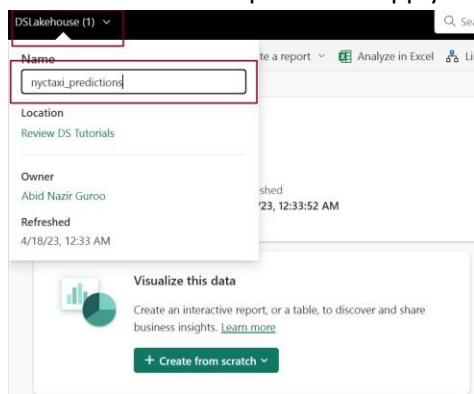 DSLakehouse (1)
Name
te a report
Analyze in Excel
nyctaxi_predictions
Location
Review DS Tutorials
Owner
Abid Nazir Guroo
shed
/23, 12:33:52 AM
Refreshed
4/18/23, 12:33 AM
Visualize this data
Create an interactive report, or a table, to discover and share
business insights. Learn more
+ Create from scratch